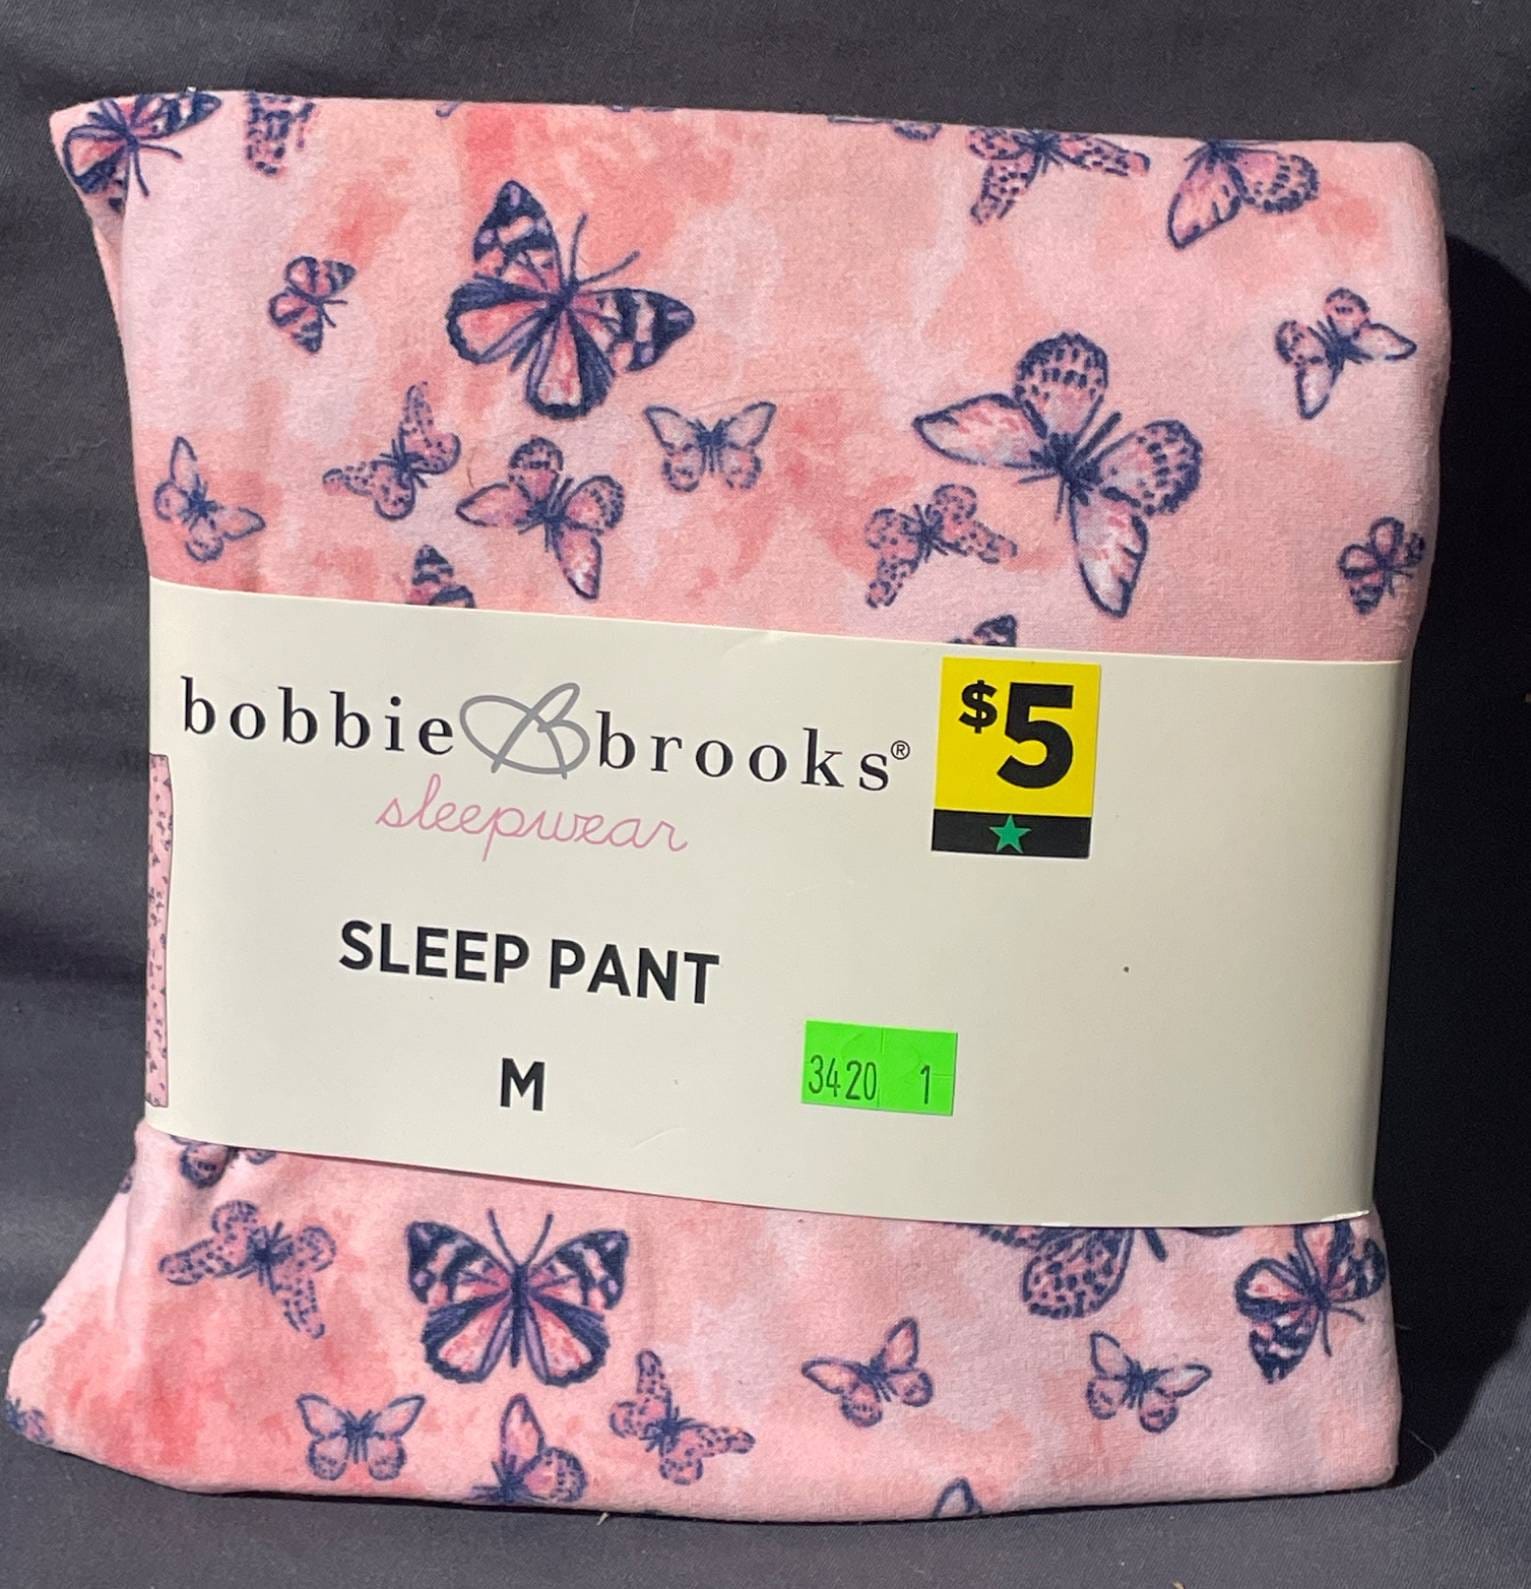 bobbie B brooks®
sleepwear
$5
SLEEP PANT
M
3420 1